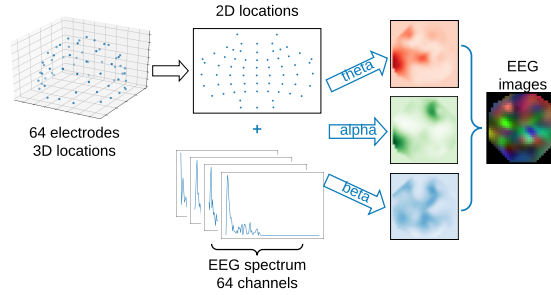 2D locations
64 electrodes
3D locations
+
theta
alpha
beta
EEG
images
EEG spectrum
64 channels